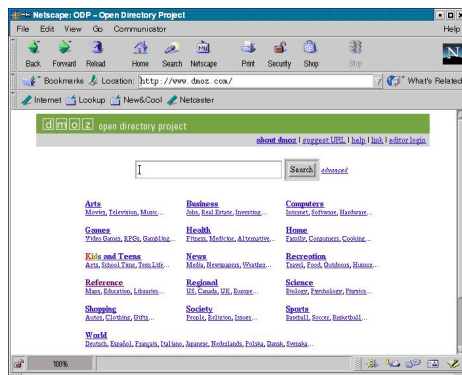 Netscape: ODP - Open Directory Project
File Edit View Go Communicator Help
Back Forward Reload Home Search Netscape Print Security Shop Stop
My
N
Bookmarks Location: http://www.dmoz.com/ What's Related
Internet Lookup New&Cool Netcaster
dmoz open directory project
about dmoz | suggest URL | help | link | editor login
Search advanced
Arts Business Computers
Movies, Television, Music... Jobs, Real Estate, Investing... Internet, Software, Hardware...
Games Health Home
Video Games, RPGs, Gambling... Fitness, Medicine, Alternative... Family, Consumers, Cooking...
Kids and Teens News Recreation
Arts, School Time, Teen Life... Media, Newspapers, Weather... Travel, Food, Outdoors, Humor...
Reference Regional Science
Maps, Education, Libraries... US, Canada, UK, Europe... Biology, Psychology, Physics...
Shopping Society Sports
Autos, Clothing, Gifts... People, Religion, Issues... Baseball, Soccer, Basketball...
World
Deutsch, Español, Français, Italiano, Japanese, Nederlands, Polska, Dansk, Svenska...
100%